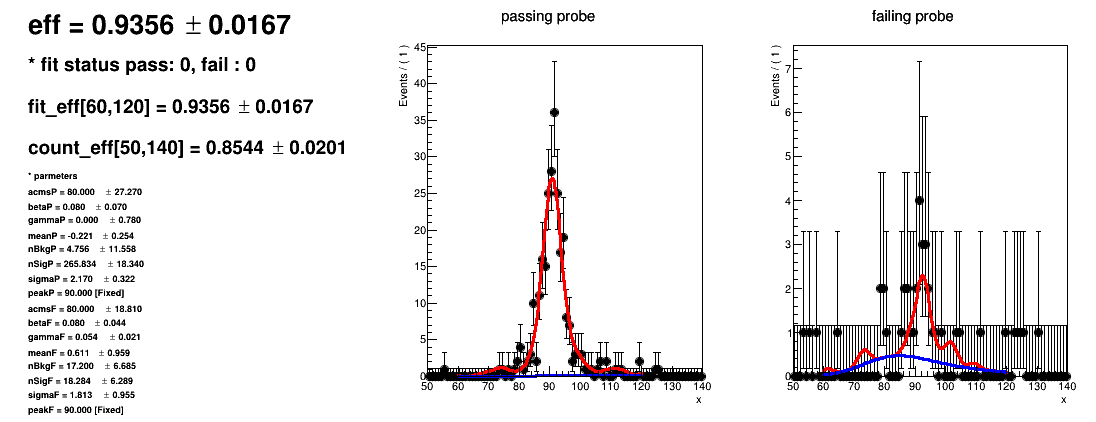 eff = 0.9356 ± 0.0167
* fit status pass: 0, fail : 0
fit_eff[60,120] = 0.9356 ± 0.0167
count_eff[50,140] = 0.8544 ± 0.0201
* parmeters
acmsP = 80.000 ± 27.270
betaP = 0.080 ± 0.070
gammaP = 0.000 ± 0.780
meanP = -0.221 ± 0.254
nBkgP = 4.756 ± 11.558
nSigP = 265.834 ± 18.340
sigmaP = 2.170 ± 0.322
peakP = 90.000 [Fixed]
acmsF = 80.000 ± 18.810
betaF = 0.080 ± 0.044
gammaF = 0.054 ± 0.021
meanF = 0.611 ± 0.959
nBkgF = 17.200 ± 6.685
nSigF = 18.284 ± 6.289
sigmaF = 1.813 ± 0.955
peakF = 90.000 [Fixed]
passing probe
Events / ( 1 )
45
40
35
30
25
20
15
10
5
0
50 60 70 80 90 100 110 120 130 140
x
failing probe
Events / ( 1 )
7
6
5
4
3
2
1
0
50 60 70 80 90 100 110 120 130 140
x